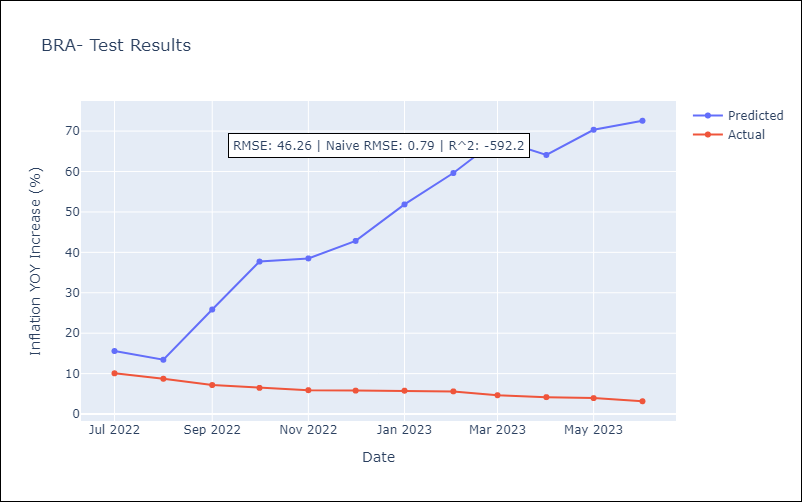 BRA- Test Results
Predicted
Actual
RMSE: 46.26 | Naive RMSE: 0.79 | R^2: -592.2
Inflation YOY Increase (%)
70
60
50
40
30
20
10
0
Jul 2022 Sep 2022 Nov 2022 Jan 2023 Mar 2023 May 2023
Date